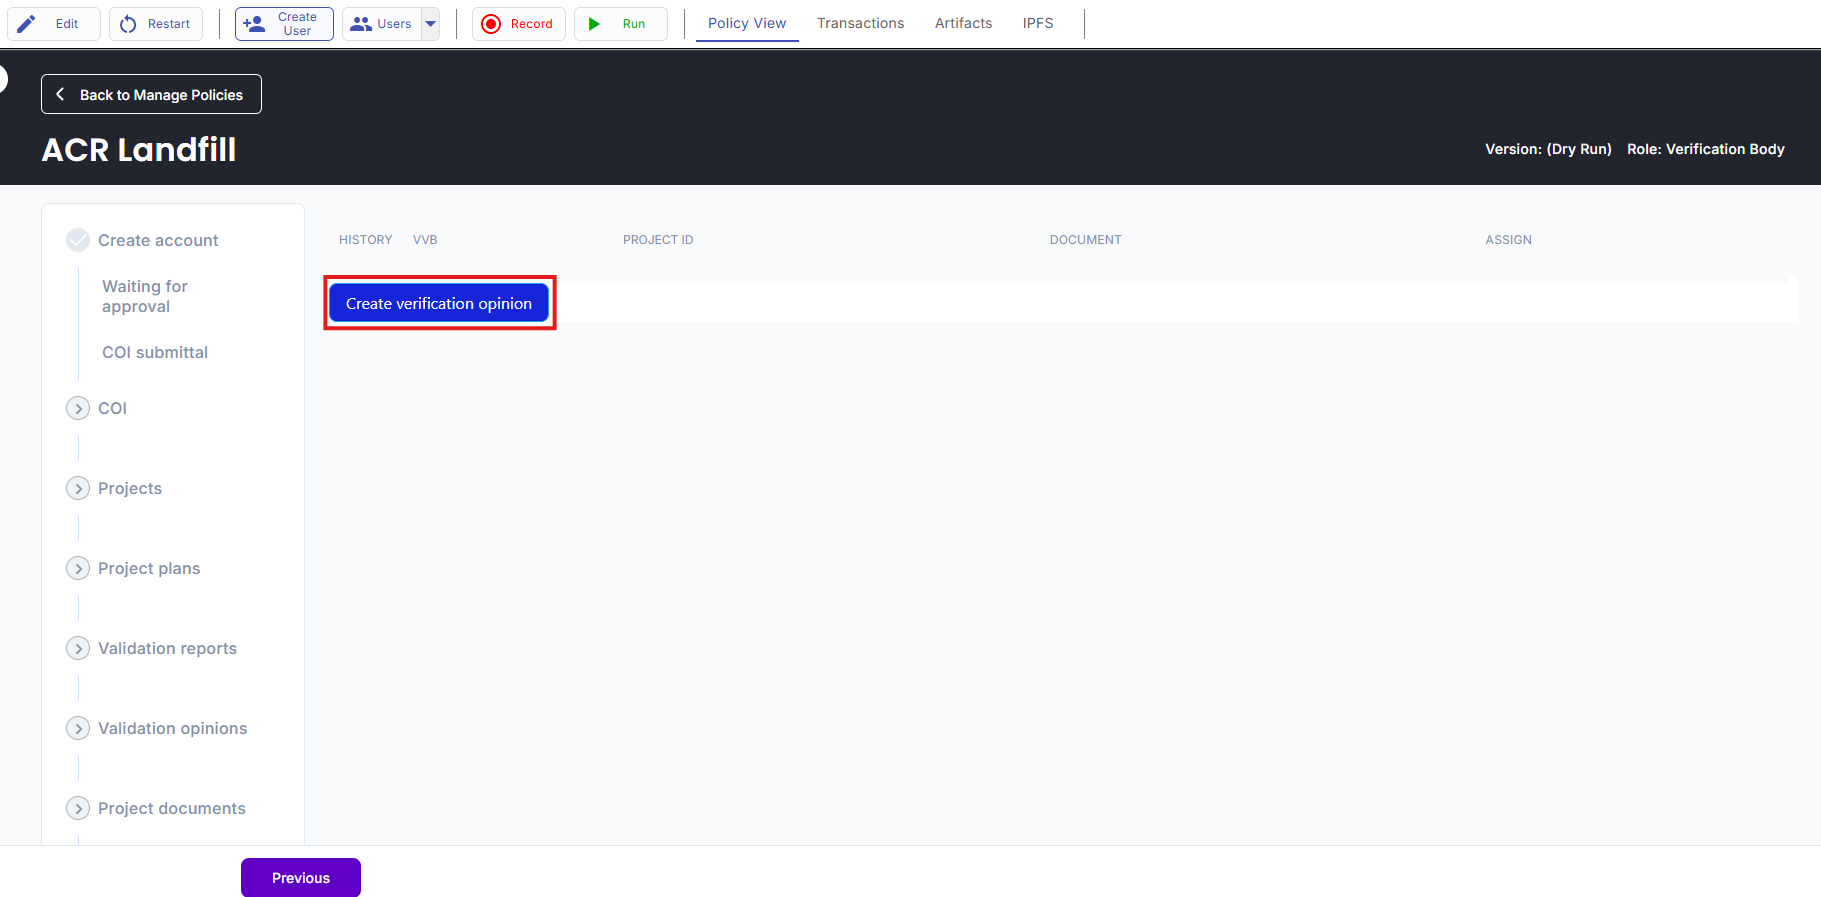 Edit
Restart
Create
User
Users
Record
Run
Policy View
Transactions
Artifacts
IPFS
Back to Manage Policies
ACR Landfill
Version: (Dry Run)
Role: Verification Body
Create account
Waiting for
approval
COI submittal
COI
Projects
Project plans
Validation reports
Validation opinions
Project documents
HISTORY
VVB
PROJECT ID
DOCUMENT
ASSIGN
Create verification opinion
Previous